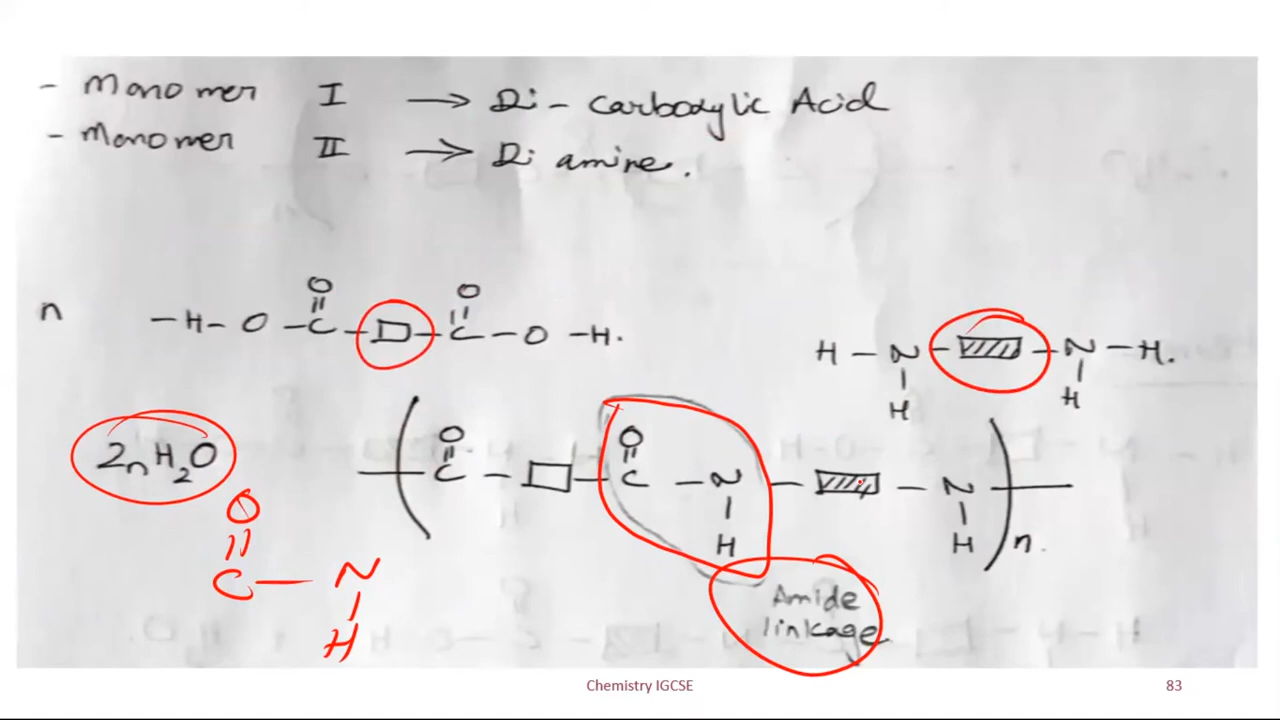 - Monomer I → Di-carboxylic Acid
- Monomer II → Di amine.
O O
|| ||
n -H-O-C-□-C-O-H.
H-N-▨-N-H.
| |
H H
O O
|| ||
2nH₂O -(C-□-C-N-▨-N)-n.
| |
H H
O
||
C-N
|
H
Amide
linkage
Chemistry IGCSE 83